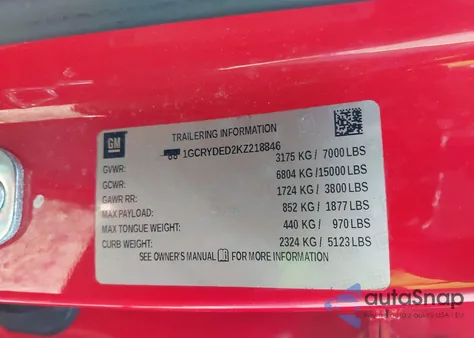 GM
TRAILERING INFORMATION
1GCRYDED2KZ218846
GVWR: 3175 KG / 7000 LBS
GCWR: 6804 KG /15000 LBS
GAWR RR: 1724 KG / 3800 LBS
MAX PAYLOAD: 852 KG / 1877 LBS
MAX TONGUE WEIGHT: 440 KG / 970 LBS
CURB WEIGHT: 2324 KG / 5123 LBS
SEE OWNER'S MANUAL FOR MORE INFORMATION
autoSnap
USA - EU